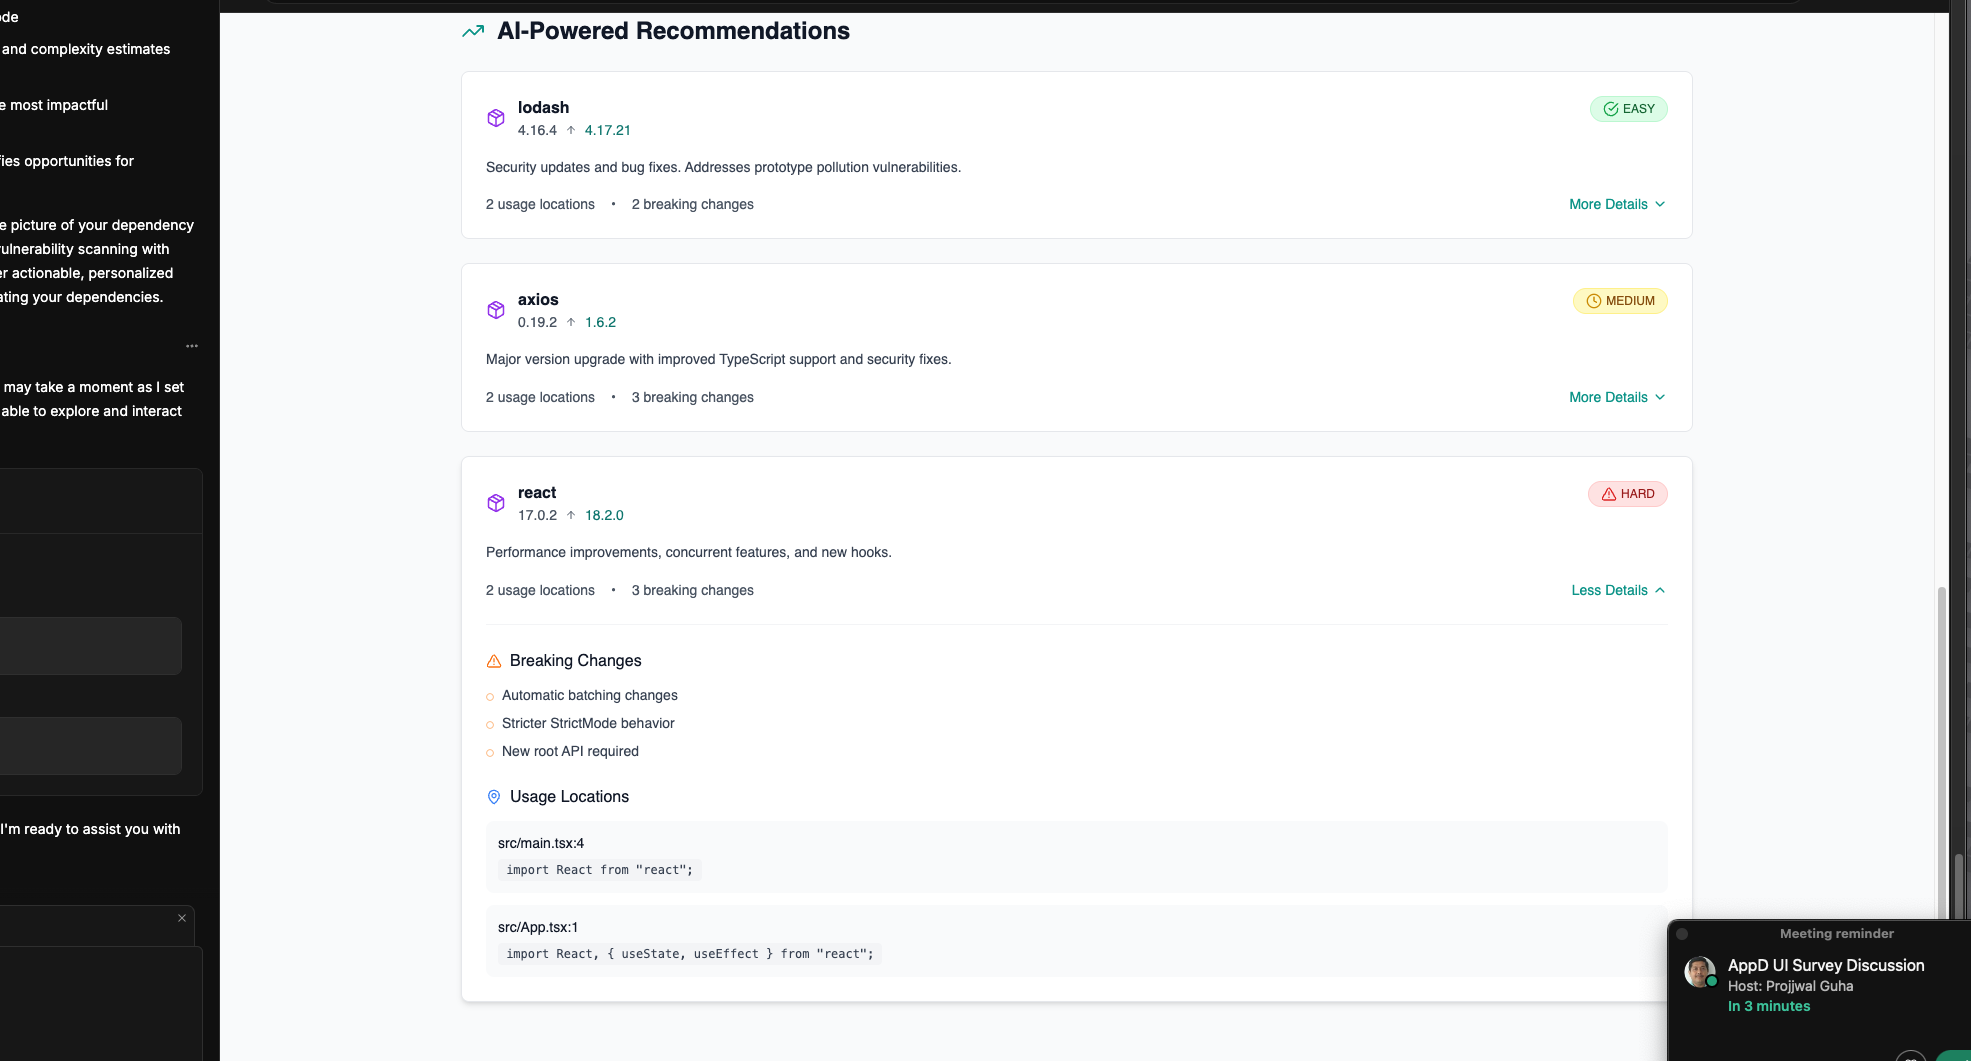 ode
and complexity estimates
e most impactful
fies opportunities for
e picture of your dependency
vulnerability scanning with
er actionable, personalized
ating your dependencies.
may take a moment as I set
able to explore and interact
I'm ready to assist you with
AI-Powered Recommendations
lodash
4.16.4 ↑ 4.17.21
EASY
Security updates and bug fixes. Addresses prototype pollution vulnerabilities.
2 usage locations • 2 breaking changes
More Details
axios
0.19.2 ↑ 1.6.2
MEDIUM
Major version upgrade with improved TypeScript support and security fixes.
2 usage locations • 3 breaking changes
More Details
react
17.0.2 ↑ 18.2.0
HARD
Performance improvements, concurrent features, and new hooks.
2 usage locations • 3 breaking changes
Less Details
Breaking Changes
Automatic batching changes
Stricter StrictMode behavior
New root API required
Usage Locations
src/main.tsx:4
import React from "react";
src/App.tsx:1
import React, { useState, useEffect } from "react";
Meeting reminder
AppD UI Survey Discussion
Host: Projjwal Guha
In 3 minutes